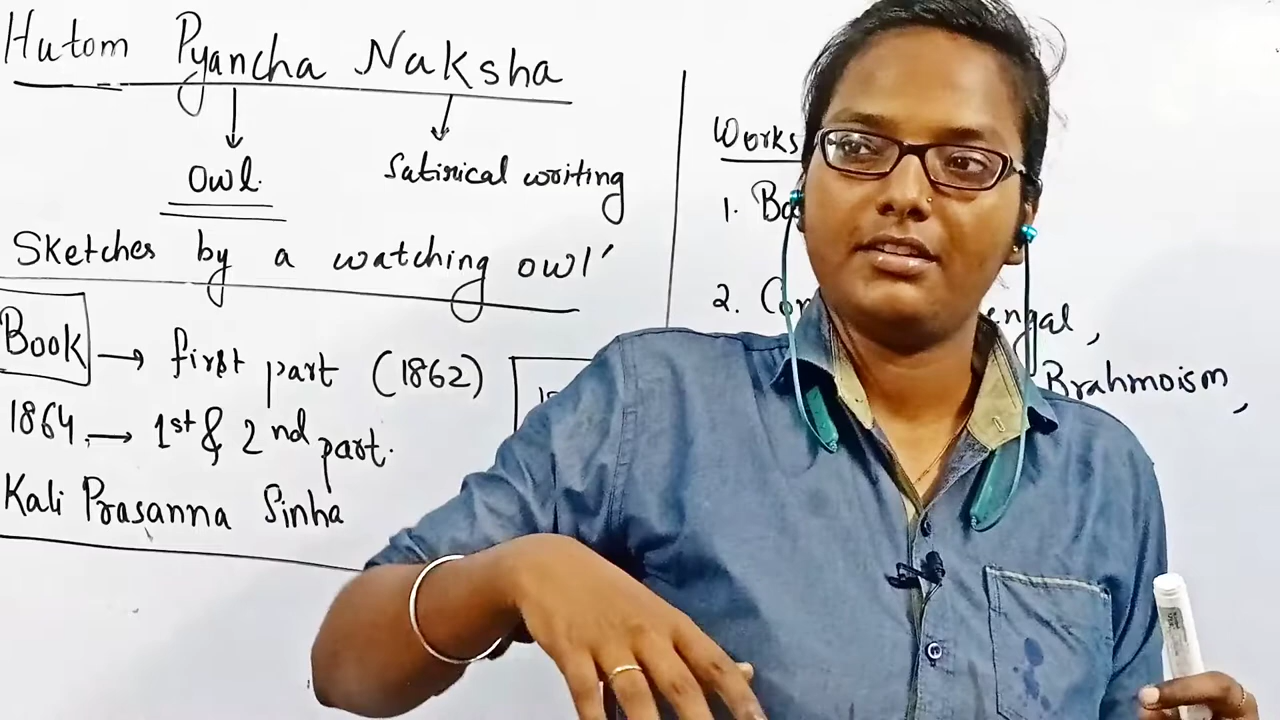 Hutom Pyancha Naksha
owl.
Satirical writing
Sketches by a watching owl'
Book → first part (1862)
1864 → 1st & 2nd part.
Kali Prasanna Sinha
Works
1.
2.
Brahmoism,